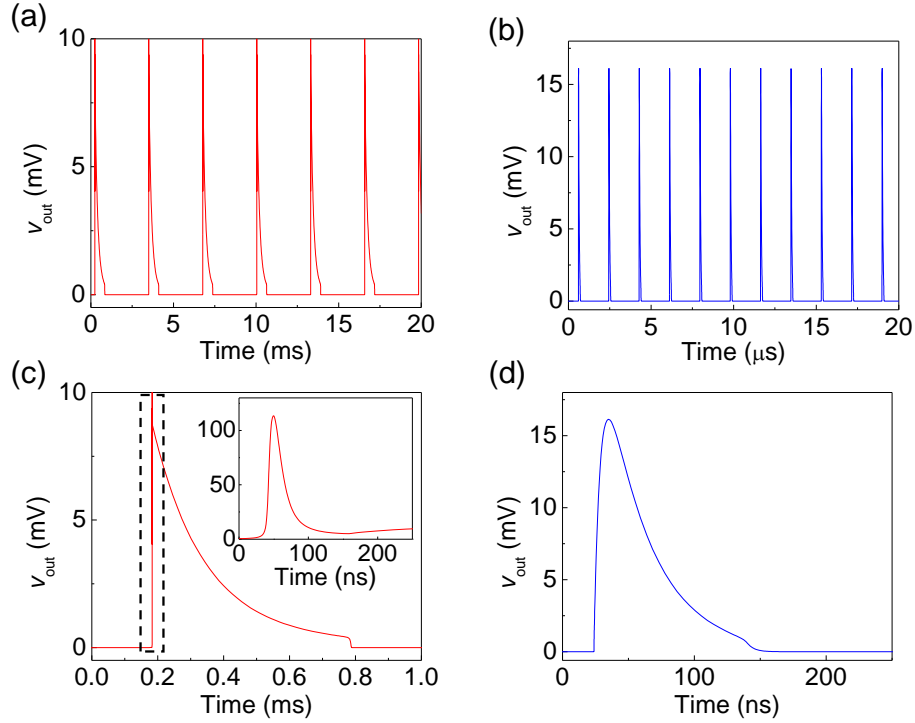 (a)
10
5
0
v_out (mV)
0 5 10 15 20
Time (ms)
(b)
15
10
5
0
v_out (mV)
0 5 10 15 20
Time (μs)
(c)
10
5
0
v_out (mV)
0.0 0.2 0.4 0.6 0.8 1.0
Time (ms)
100
50
0
0 100 200
Time (ns)
(d)
15
10
5
0
v_out (mV)
0 100 200
Time (ns)